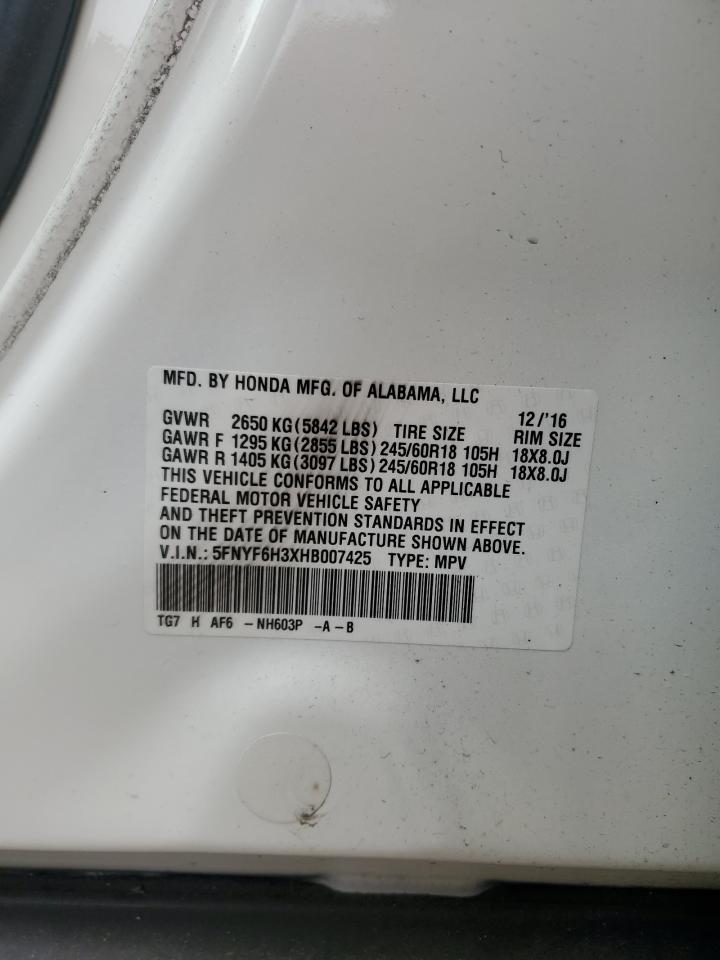 MFD. BY HONDA MFG. OF ALABAMA, LLC 12/'16
GVWR 2650 KG(5842 LBS) TIRE SIZE RIM SIZE
GAWR F 1295 KG(2855 LBS)245/60R18 105H 18X8.0J
GAWR R 1405 KG(3097 LBS)245/60R18 105H 18X8.0J
THIS VEHICLE CONFORMS TO ALL APPLICABLE
FEDERAL MOTOR VEHICLE SAFETY
AND THEFT PREVENTION STANDARDS IN EFFECT
ON THE DATE OF MANUFACTURE SHOWN ABOVE.
V.I.N.: 5FNYF6H3XHB007425 TYPE: MPV
TG7 H AF6 -NH603P -A-B